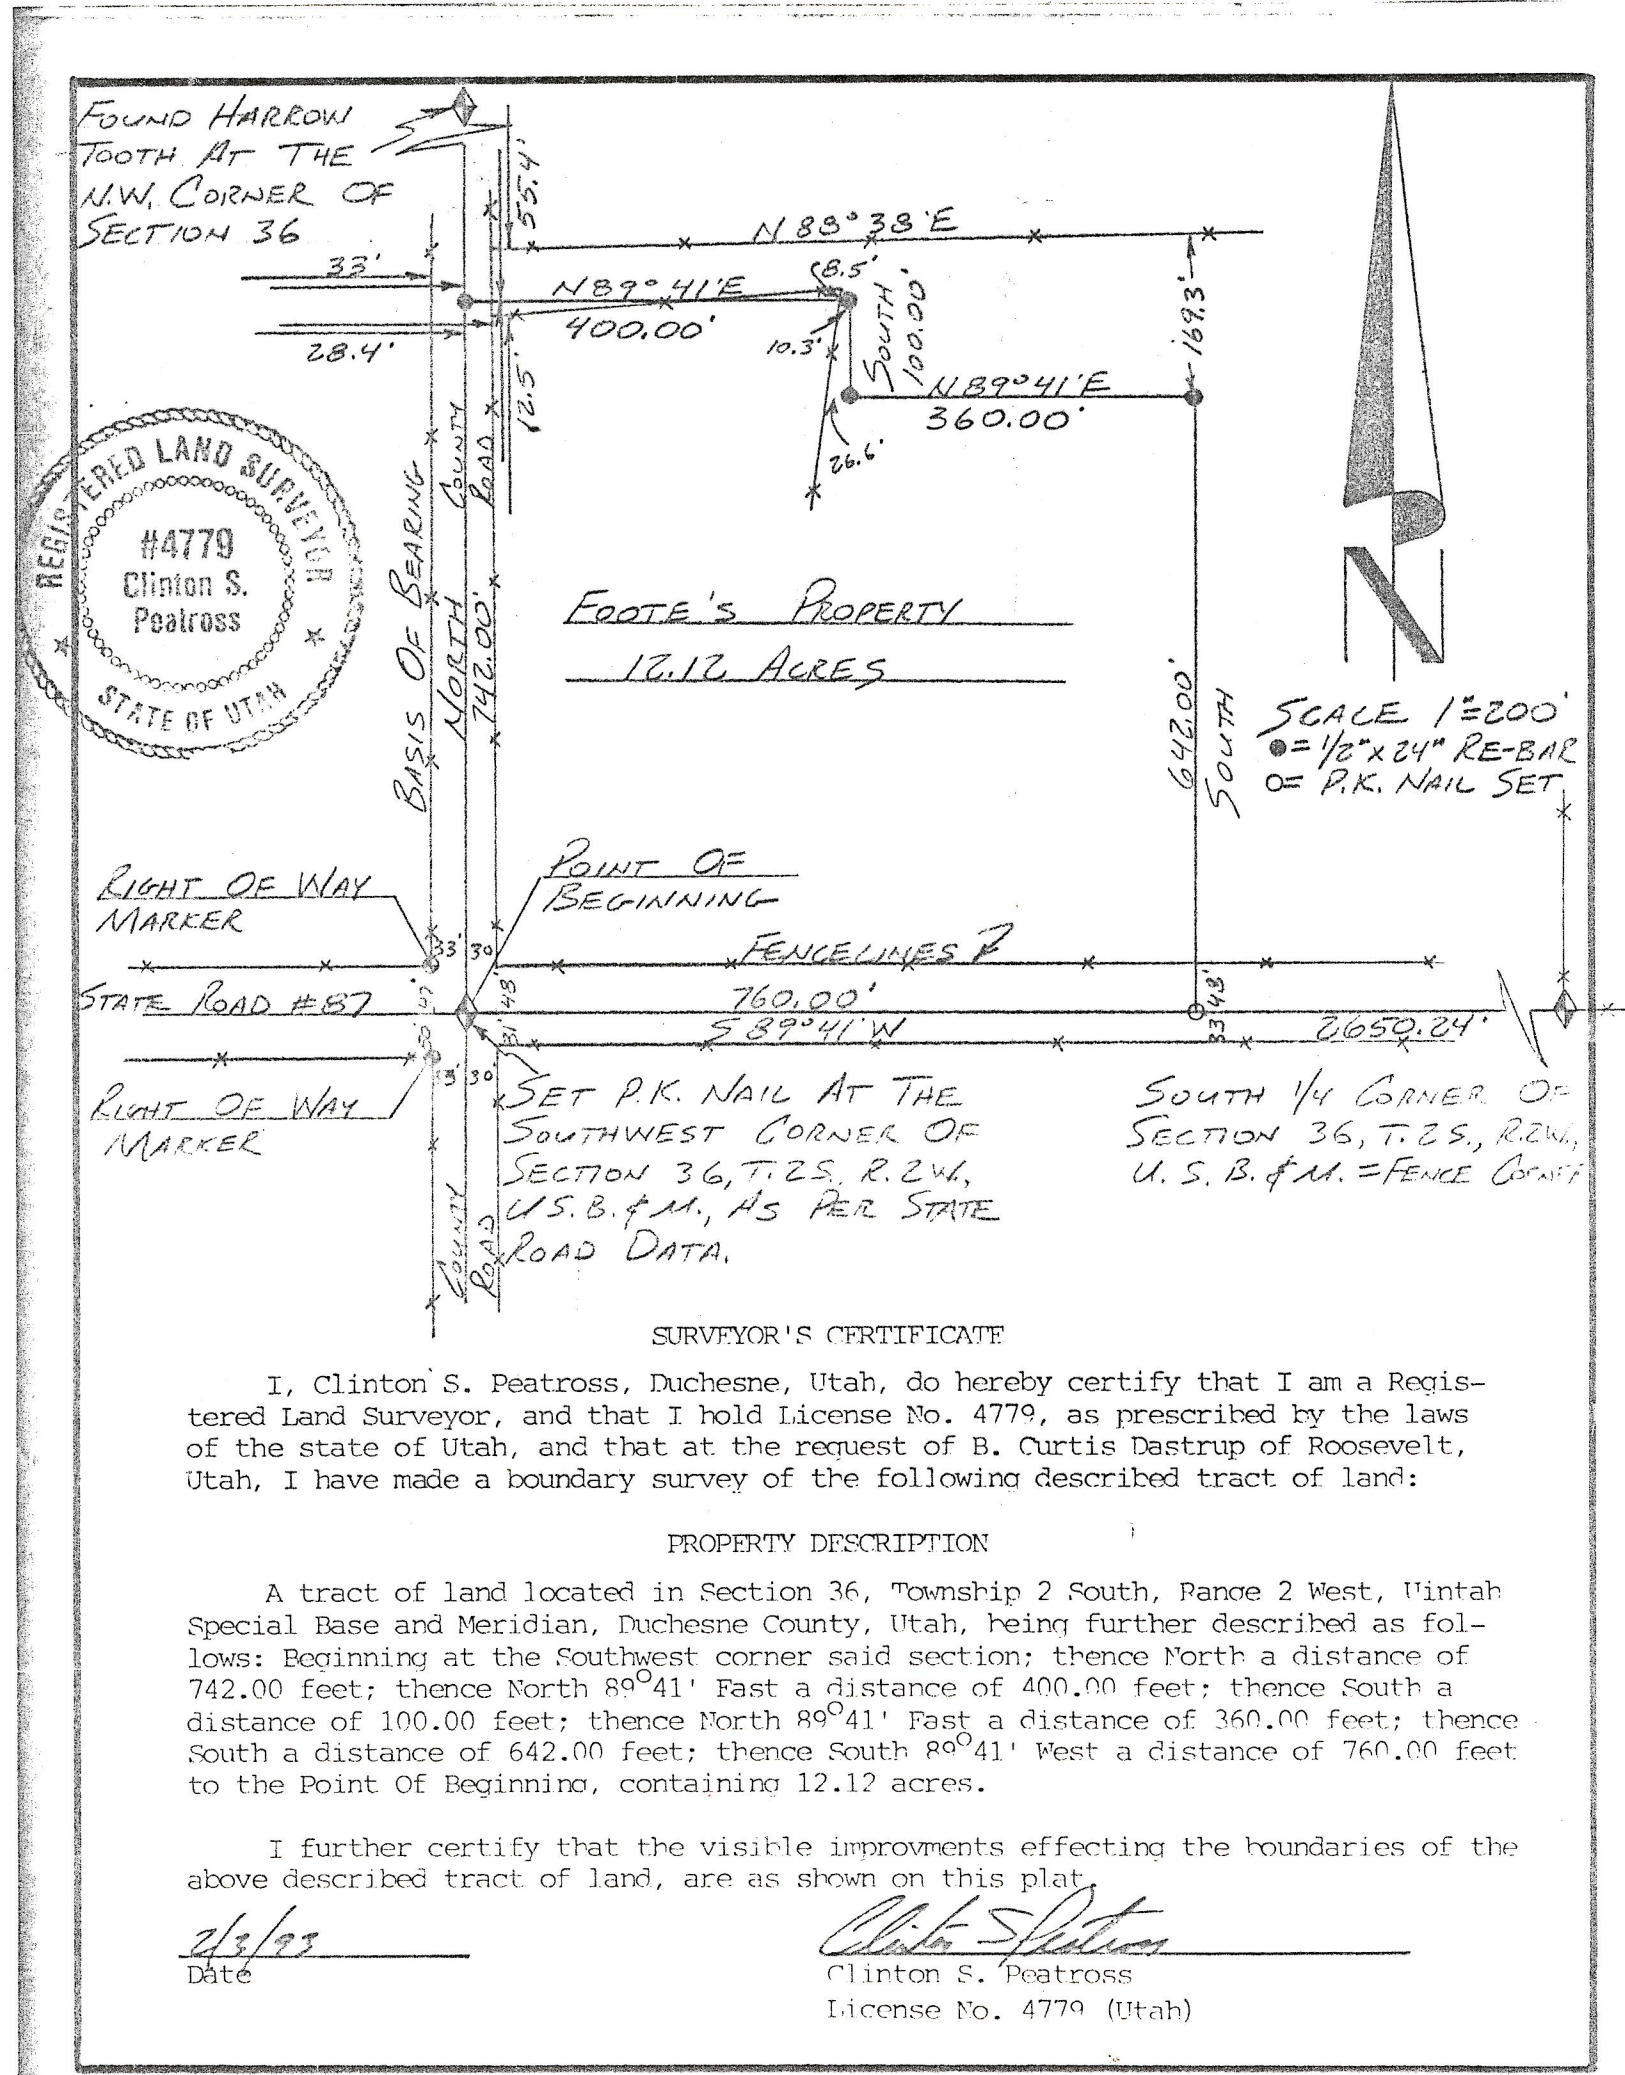 FOUND HARROW
TOOTH AT THE
N.W. CORNER OF
SECTION 36
55.4'
N 88° 38'E
33'
N89° 41'E
400.00'
8.5'
SOUTH
100.00'
169.3'
28.4'
12.5'
10.3'
N89°41'E
360.00'
26.6'
REGISTERED LAND SURVEYOR
#4779
Clinton S.
Peatross
STATE OF UTAH
BASIS OF BEARING
NORTH
742.00'
COUNTY
ROAD
FOOTE'S PROPERTY
12.12 ACRES
642.00'
SOUTH
N
SCALE 1"=200'
●= 1/2"x 24" RE-BAR
O= P.K. NAIL SET
RIGHT OF WAY
MARKER
POINT OF
BEGINNING
33' 30'
FENCELINES
STATE ROAD #87
47'
48'
760.00'
S 89°41'W
33' 48'
2650.24'
33' 30'
RIGHT OF WAY
MARKER
SET P.K. NAIL AT THE
SOUTHWEST CORNER OF
SECTION 36, T.2S. R.2W.,
U.S.B.&M., AS PER STATE
ROAD DATA.
SOUTH 1/4 CORNER OF
SECTION 36, T.2S., R.2W.,
U.S.B.&M. = FENCE CORNER
COUNTY
ROAD
SURVEYOR'S CERTIFICATE
I, Clinton S. Peatross, Duchesne, Utah, do hereby certify that I am a Regis-
tered Land Surveyor, and that I hold License No. 4779, as prescribed by the laws
of the state of Utah, and that at the request of B. Curtis Dastrup of Roosevelt,
Utah, I have made a boundary survey of the following described tract of land:
PROPERTY DESCRIPTION
A tract of land located in Section 36, Township 2 South, Range 2 West, Uintah
Special Base and Meridian, Duchesne County, Utah, being further described as fol-
lows: Beginning at the Southwest corner said section; thence North a distance of
742.00 feet; thence North 89°41' East a distance of 400.00 feet; thence South a
distance of 100.00 feet; thence North 89°41' East a distance of 360.00 feet; thence
South a distance of 642.00 feet; thence South 89°41' West a distance of 760.00 feet
to the Point Of Beginning, containing 12.12 acres.
I further certify that the visible improvments effecting the boundaries of the
above described tract of land, are as shown on this plat.
2/3/93
Date
Clinton S Peatross
Clinton S. Peatross
License No. 4779 (Utah)